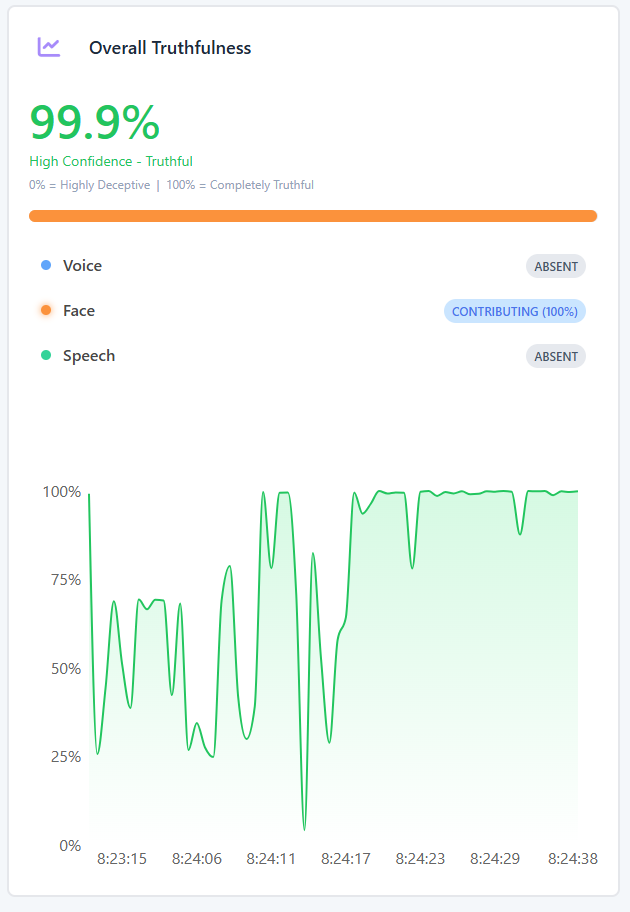 Overall Truthfulness
99.9%
High Confidence - Truthful
0% = Highly Deceptive | 100% = Completely Truthful
Voice ABSENT
Face CONTRIBUTING (100%)
Speech ABSENT
100%
75%
50%
25%
0%
8:23:15 8:24:06 8:24:11 8:24:17 8:24:23 8:24:29 8:24:38